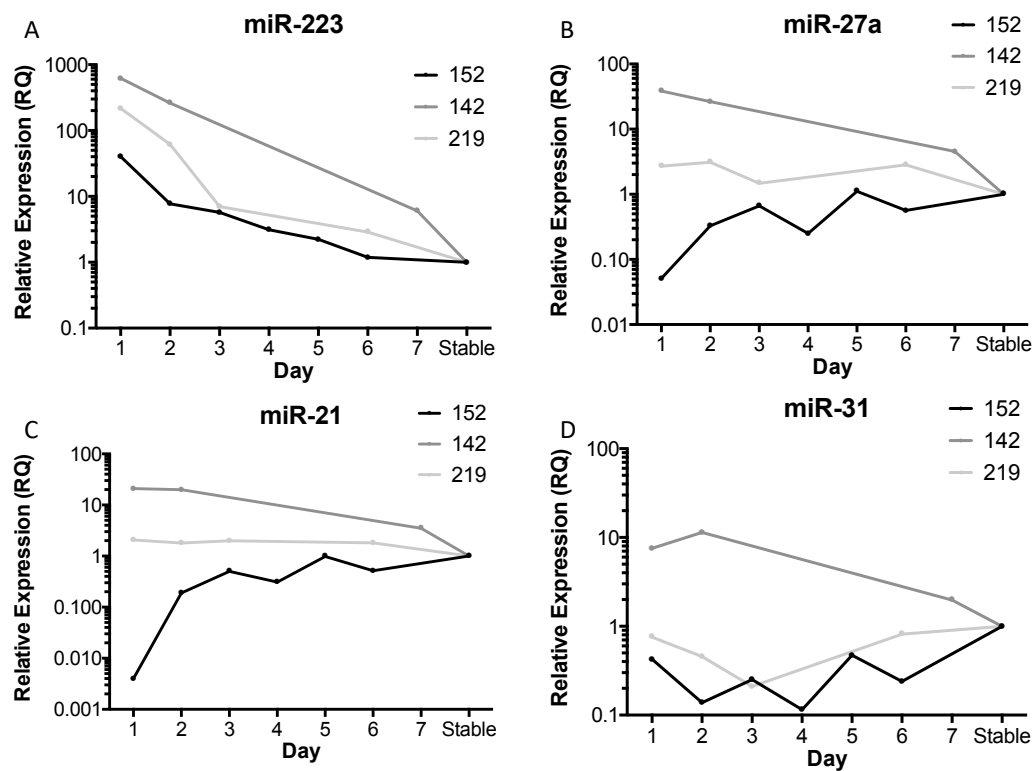 A
miR-223
152
142
219
Relative Expression (RQ)
1000
100
10
1
0.1
1 2 3 4 5 6 7 Stable
Day
B
miR-27a
152
142
219
Relative Expression (RQ)
100
10
1
0.10
0.01
1 2 3 4 5 6 7 Stable
Day
C
miR-21
152
142
219
Relative Expression (RQ)
100
10
1
0.100
0.010
0.001
1 2 3 4 5 6 7 Stable
Day
D
miR-31
152
142
219
Relative Expression (RQ)
100
10
1
0.1
1 2 3 4 5 6 7 Stable
Day